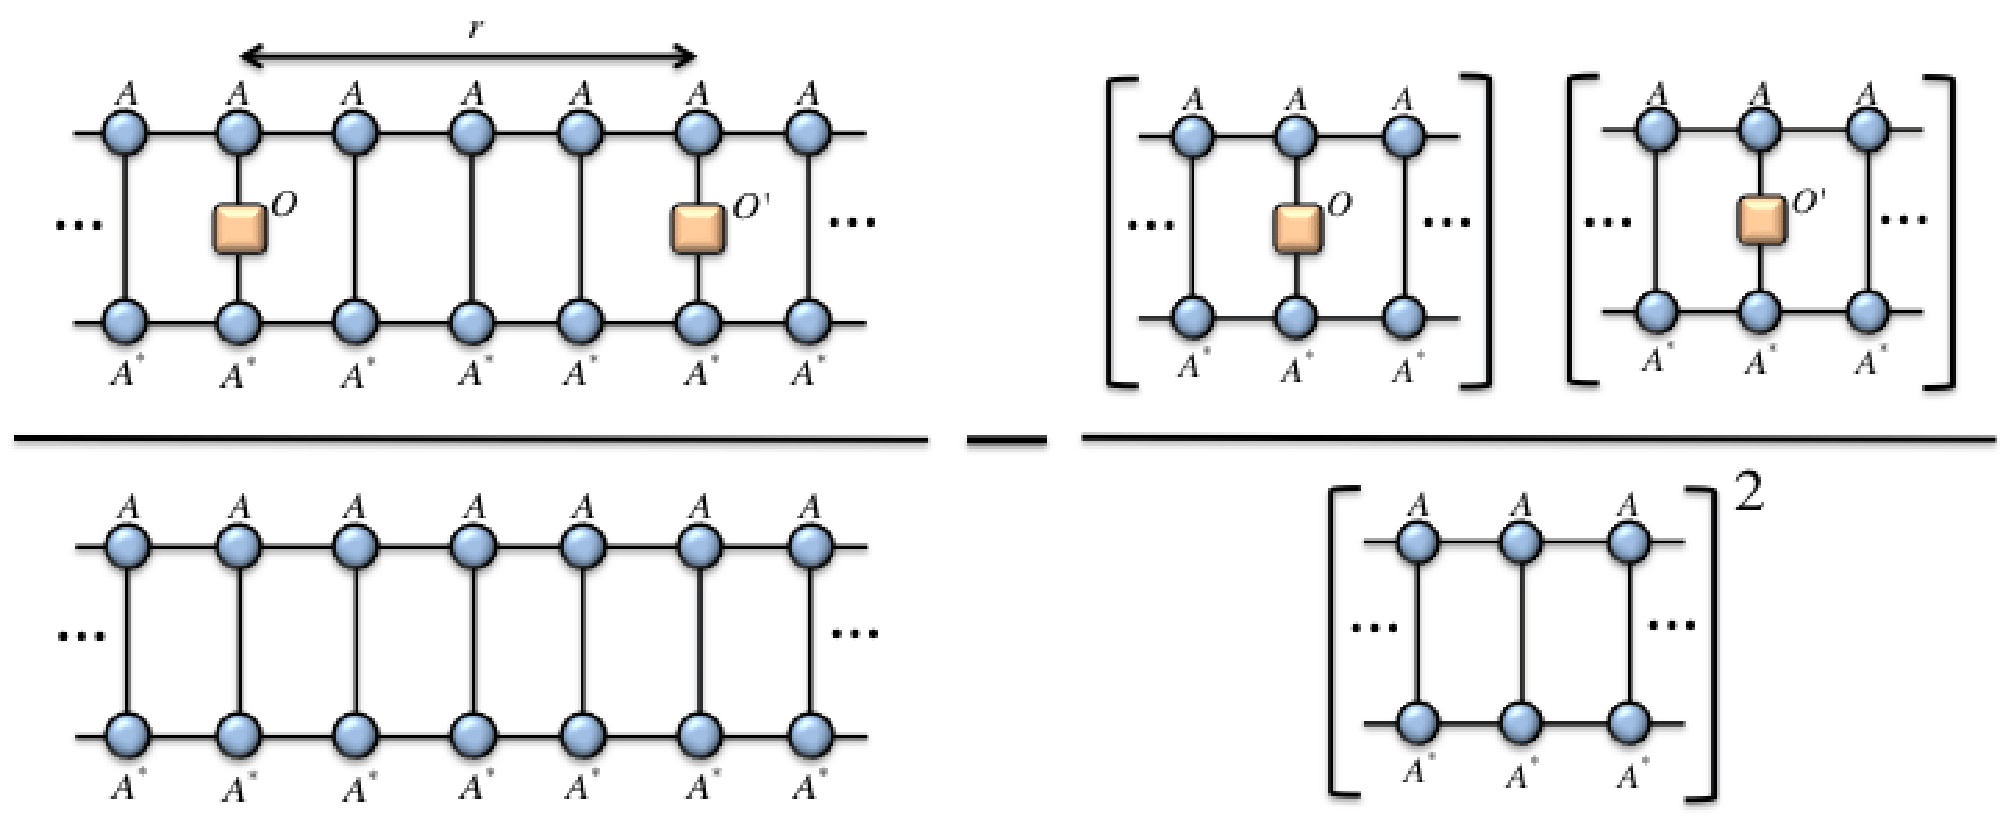 r
A A A A A A A
O O'
... ...
A* A* A* A* A* A* A*
A A A A A A
O O'
... ... ... ...
A* A* A* A* A* A*
A A A A A A A
... ...
A* A* A* A* A* A* A*
2
A A A
... ...
A* A* A*